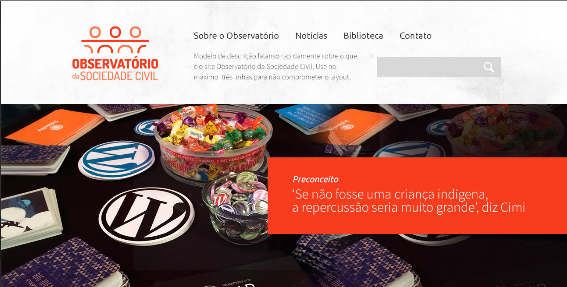 OBSERVATÓRIO
da SOCIEDADE CIVIL
Sobre o Observatório Notícias Biblioteca Contato
Modelo de descrição falanso rapidamente sobre o que
é o site Observatório da Sociedade Civil. Use no
máximo três linhas para não comprometer o layout.
Preconceito
‘Se não fosse uma criança indígena,
a repercussão seria muito grande’, diz Cimi